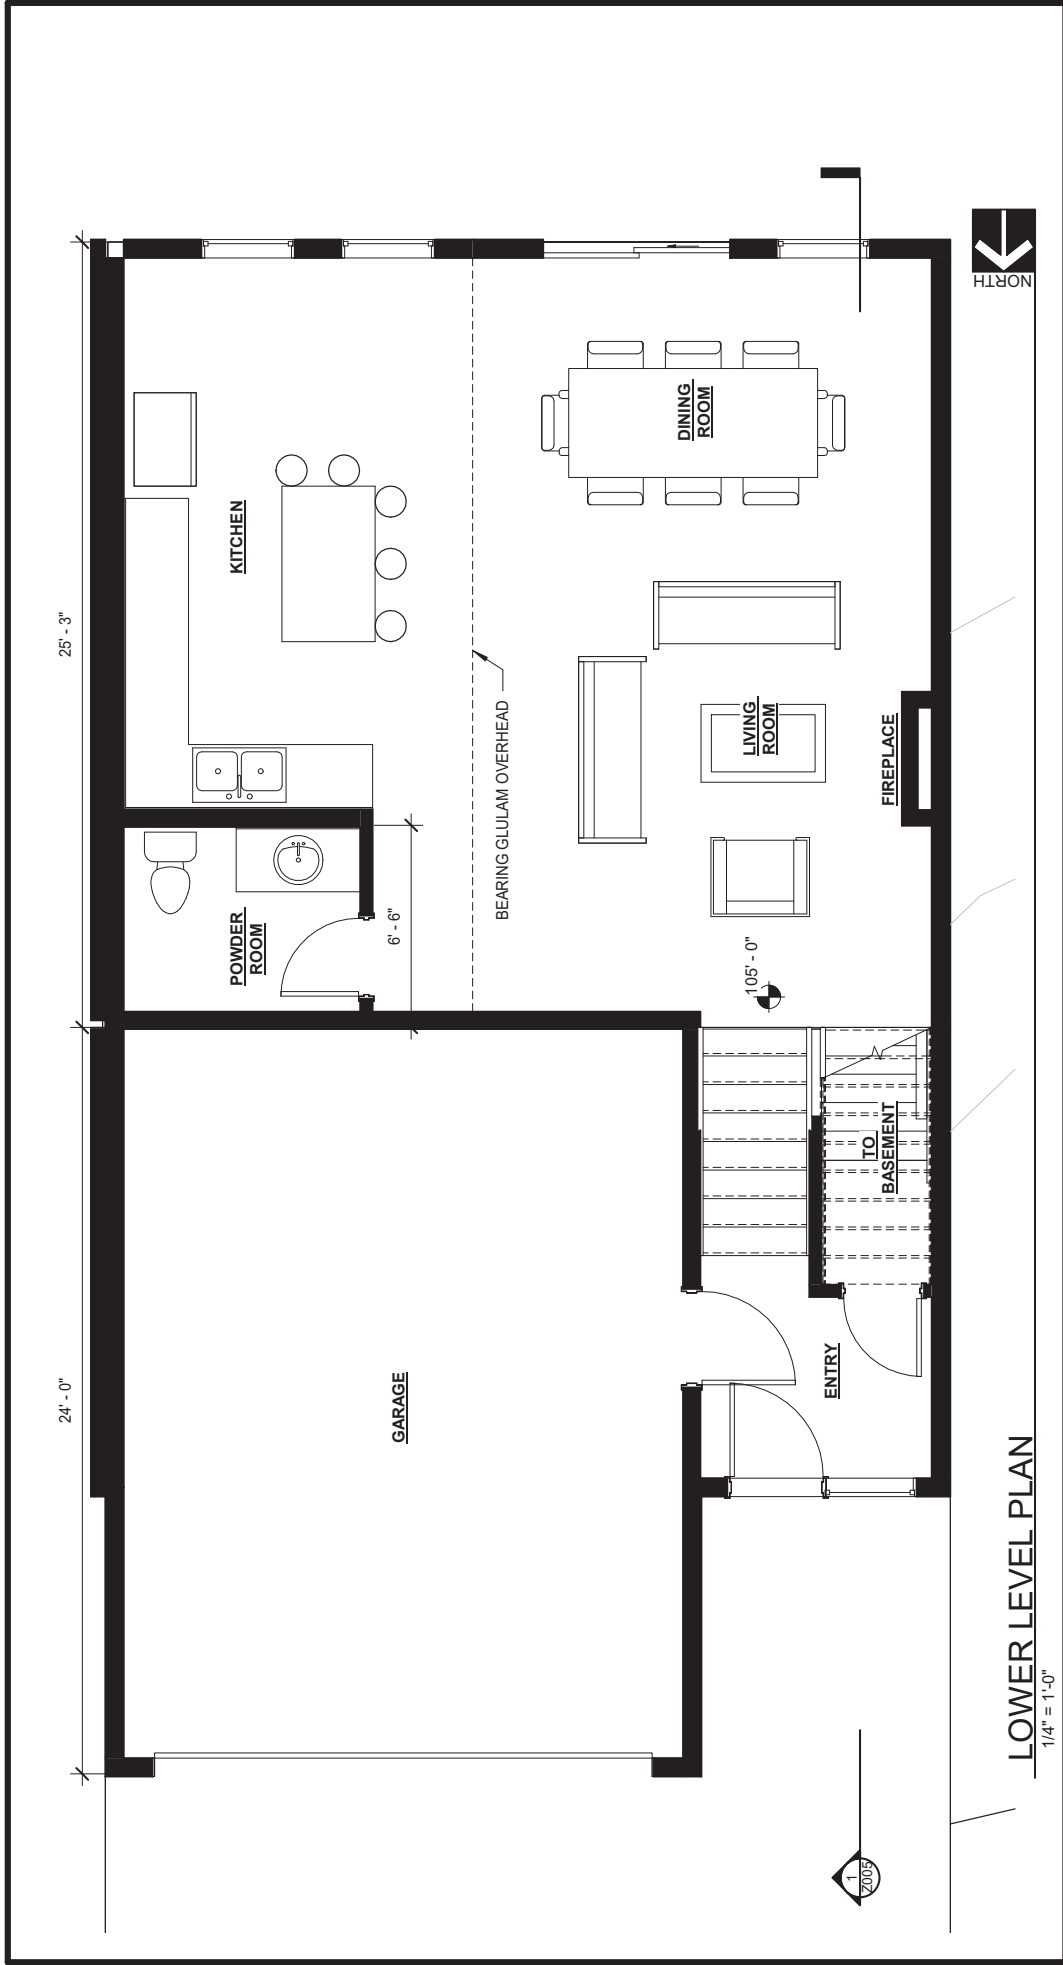 25' - 3"
24' - 0"
KITCHEN
POWDER
ROOM
6' - 6"
BEARING GLULAM OVERHEAD
DINING
ROOM
LIVING
ROOM
FIREPLACE
105' - 0"
GARAGE
TO
BASEMENT
ENTRY
1
Z005
NORTH
LOWER LEVEL PLAN
1/4" = 1'-0"